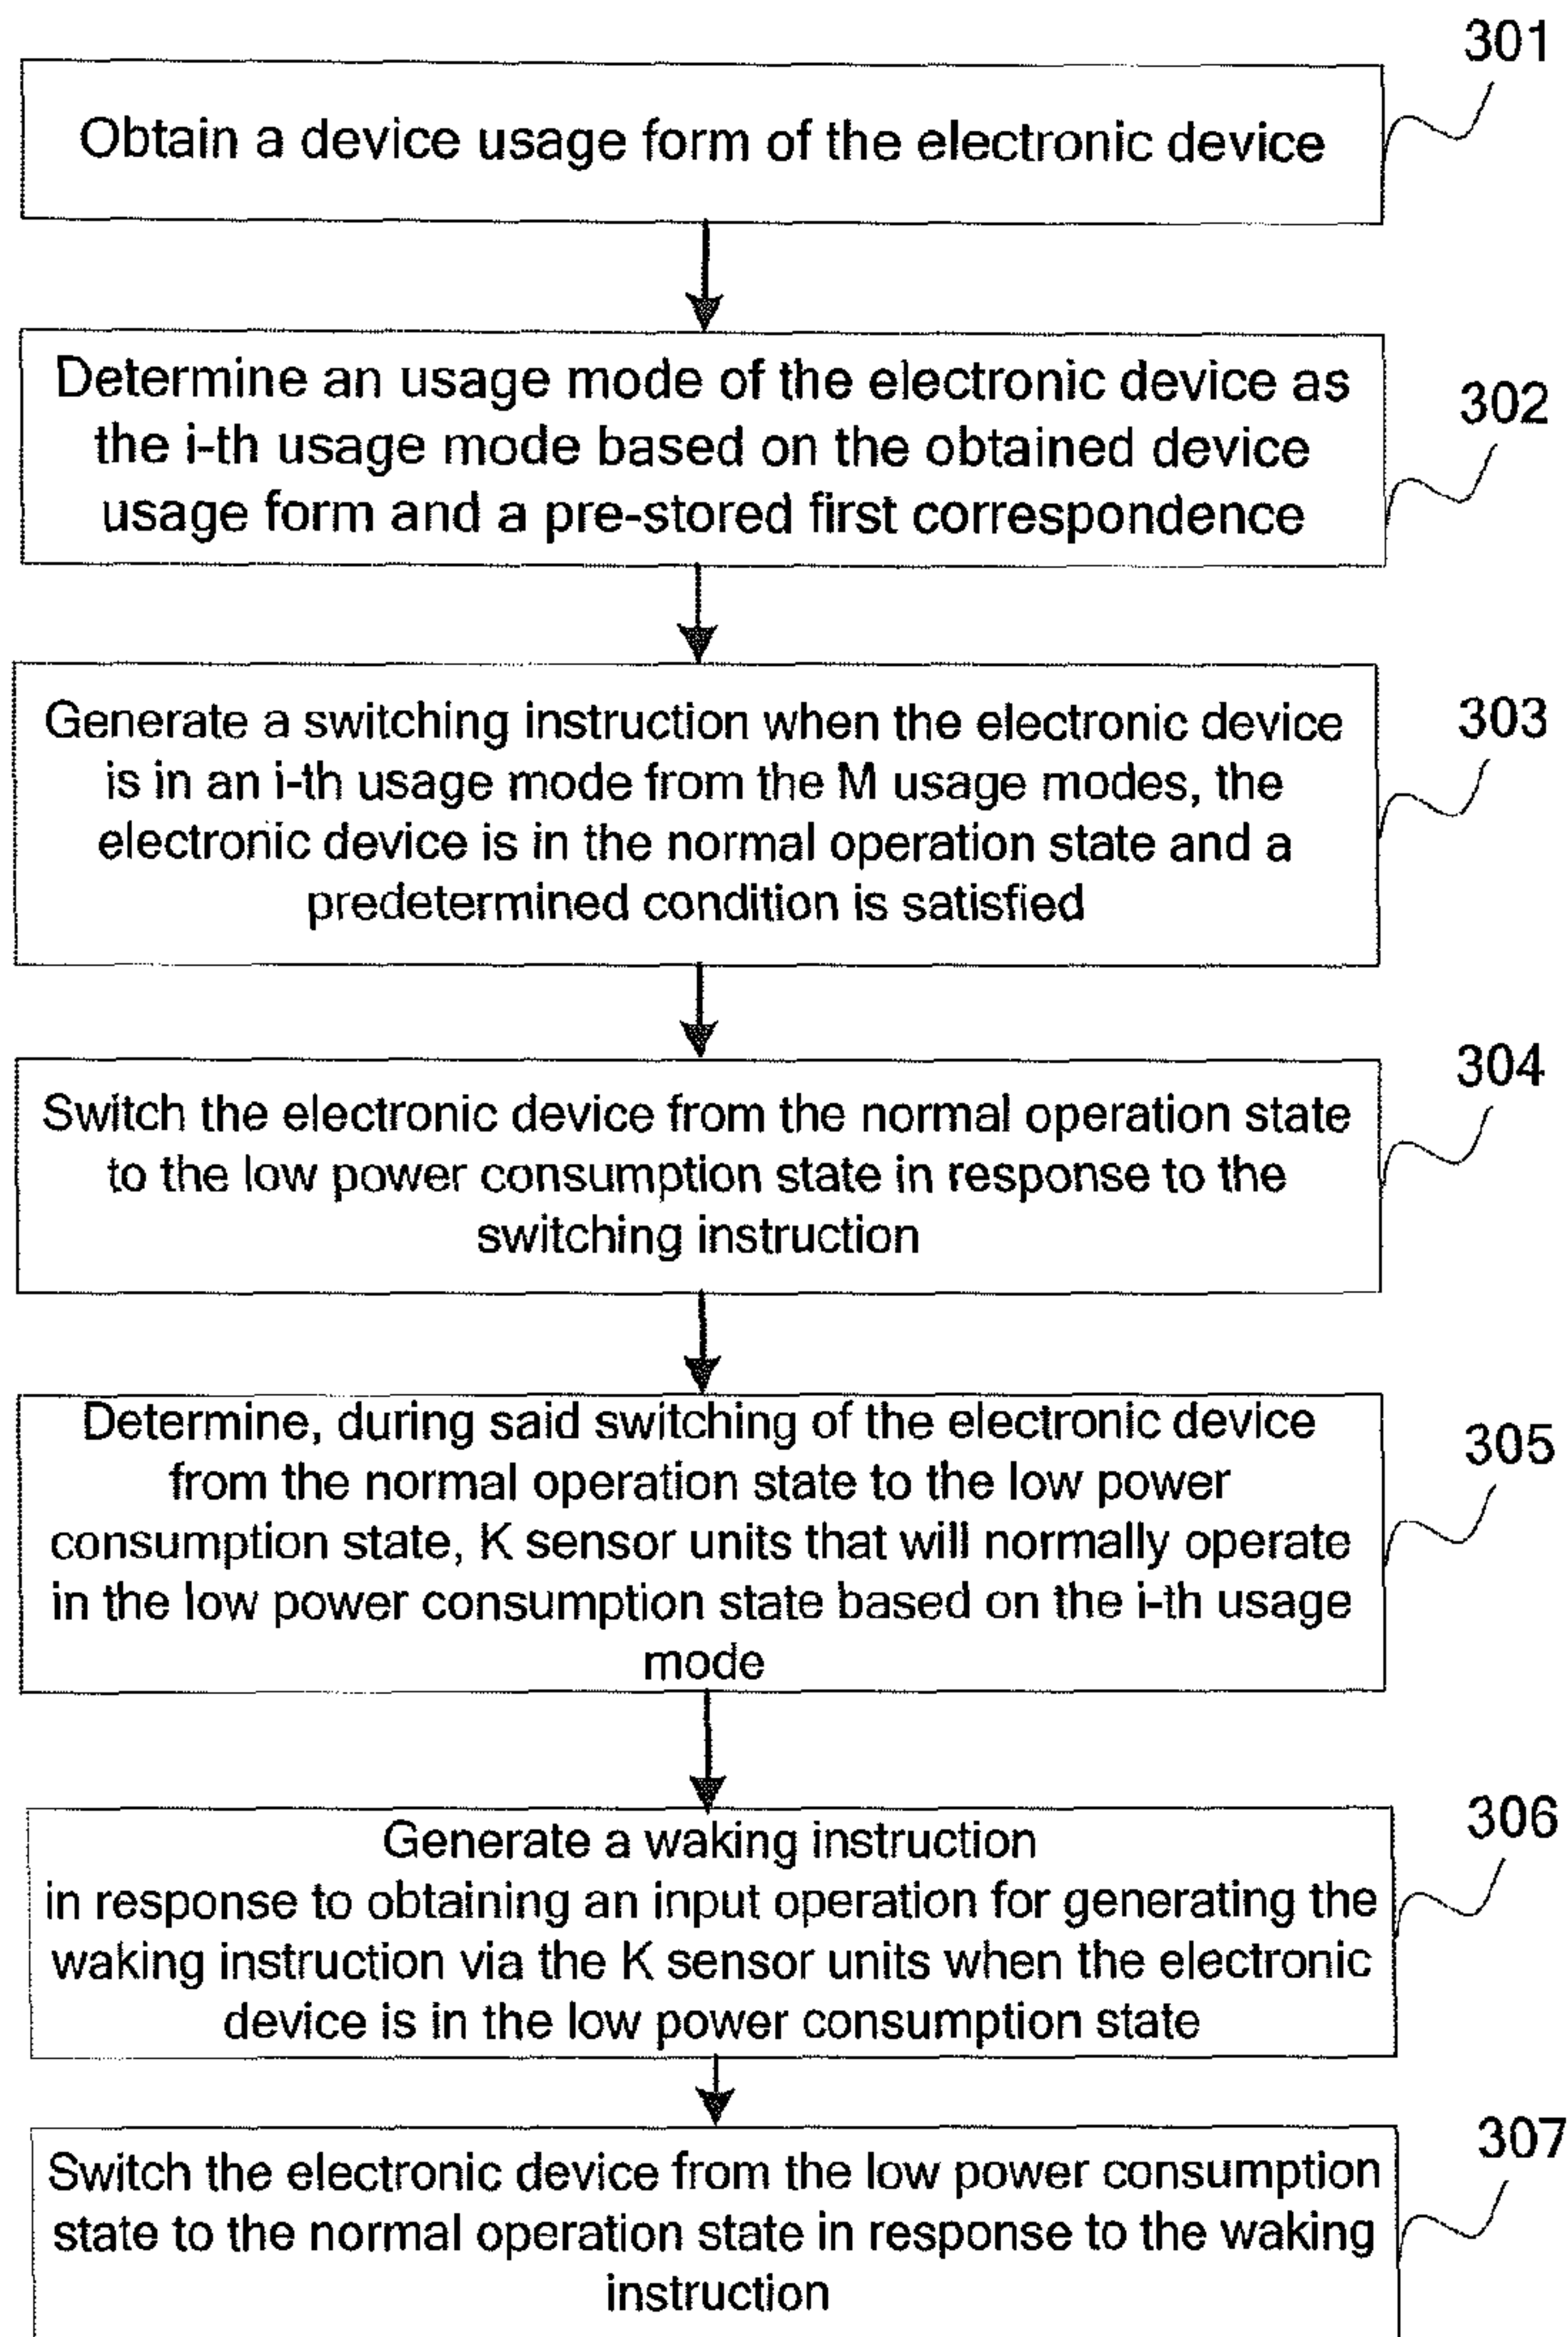 301
Obtain a device usage form of the electronic device
Determine an usage mode of the electronic device as
the i-th usage mode based on the obtained device
usage form and a pre-stored first correspondence
302
Generate a switching instruction when the electronic device
is in an i-th usage mode from the M usage modes, the
electronic device is in the normal operation state and a
predetermined condition is satisfied
303
Switch the electronic device from the normal operation state
to the low power consumption state in response to the
switching instruction
304
Determine, during said switching of the electronic device
from the normal operation state to the low power
consumption state, K sensor units that will normally operate
in the low power consumption state based on the i-th usage
mode
305
Generate a waking instruction
in response to obtaining an input operation for generating the
waking instruction via the K sensor units when the electronic
device is in the low power consumption state
306
Switch the electronic device from the low power consumption
state to the normal operation state in response to the waking
instruction
307